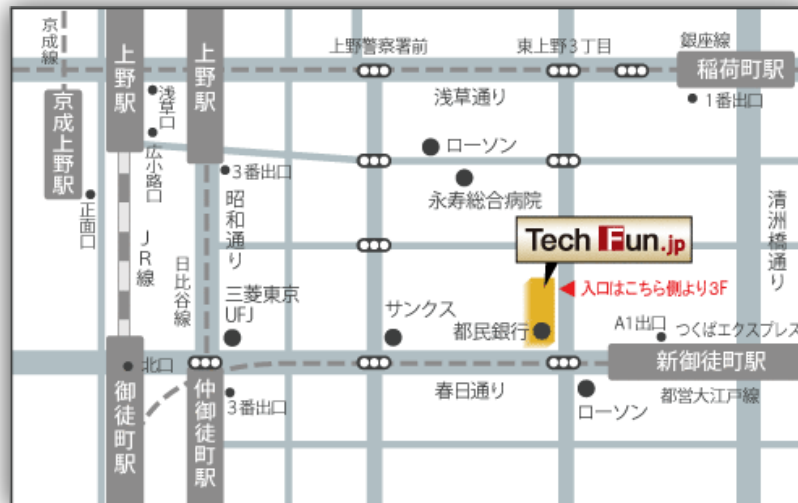 京成線
上野駅
上野駅
上野警察署前
東上野3丁目
銀座線
稲荷町駅
浅草口
京成上野駅
浅草通り
1番出口
広小路口
ローソン
3番出口
永寿総合病院
正面口
昭和通り
清洲橋通り
JR線
Tech Fun.jp
日比谷線
入口はこちら側より3F
三菱東京
UFJ
サンクス
都民銀行
A1出口
つくばエクスプレス
北口
新御徒町駅
御徒町駅
仲御徒町駅
3番出口
春日通り
都営大江戸線
ローソン